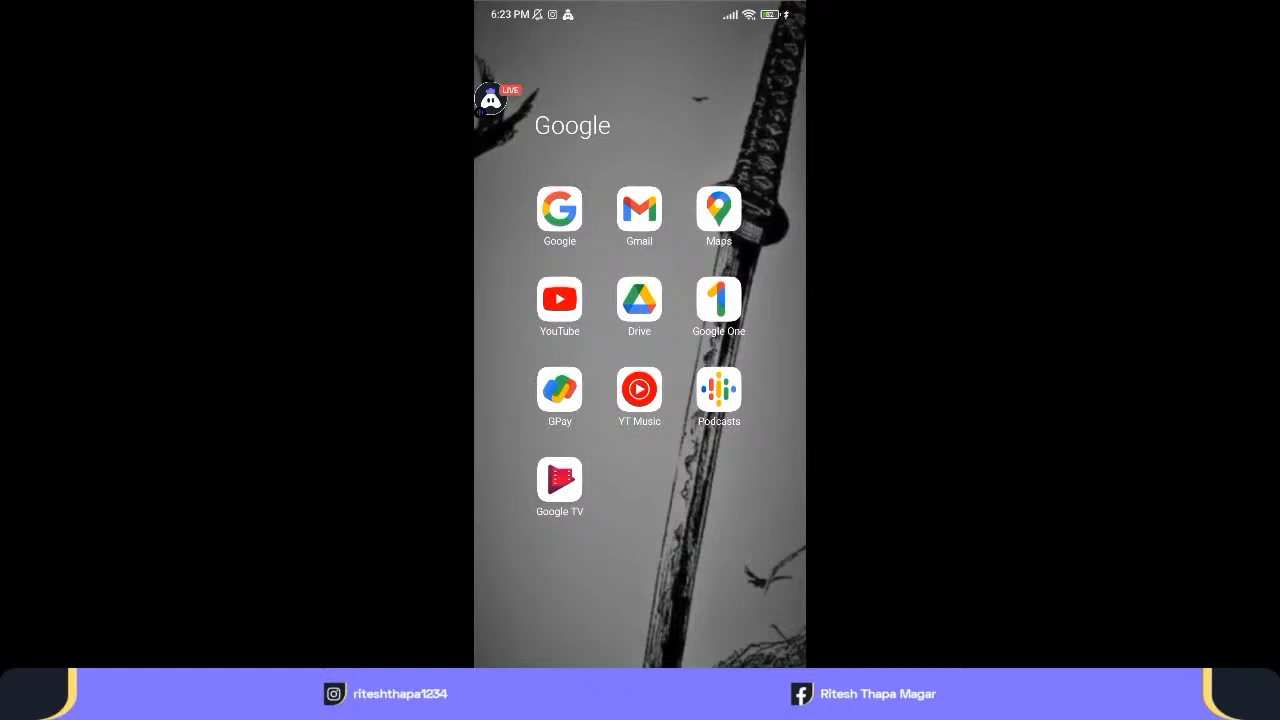 6:23 PM
52
LIVE
Google
Google Gmail Maps
YouTube Drive Google One
GPay YT Music Podcasts
Google TV
riteshthapa1234 Ritesh Thapa Magar